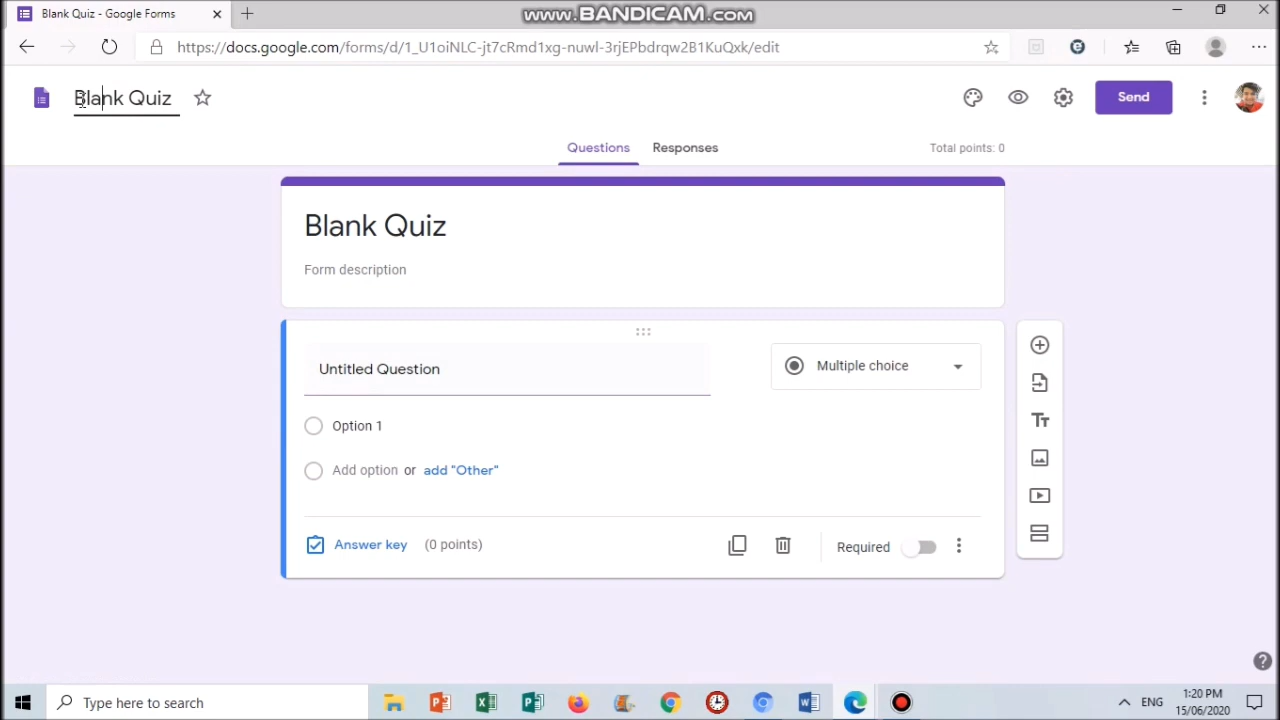 Blank Quiz - Google Forms
www.BANDICAM.com
https://docs.google.com/forms/d/1_U1oiNLC-jt7cRmd1xg-nuwl-3rjEPbdrqw2B1KuQxk/edit
Blank Quiz
Send
Questions
Responses
Total points: 0
Blank Quiz
Form description
Untitled Question
Multiple choice
Option 1
Add option or add "Other"
Answer key (0 points)
Required
Type here to search
ENG
1:20 PM
15/06/2020